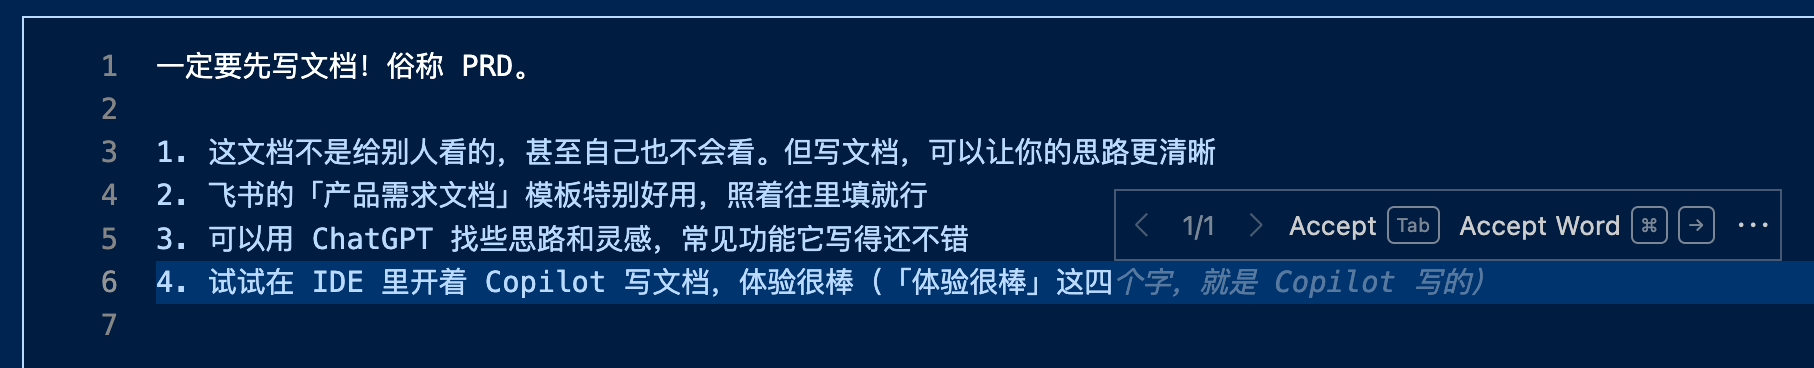 1 一定要先写文档！俗称 PRD。
2
3 1. 这文档不是给别人看的，甚至自己也不会看。但写文档，可以让你的思路更清晰
4 2. 飞书的「产品需求文档」模板特别好用，照着往里填就行
1/1 Accept Tab Accept Word ⌘ → ···
5 3. 可以用 ChatGPT 找些思路和灵感，常见功能它写得还不错
6 4. 试试在 IDE 里开着 Copilot 写文档，体验很棒（「体验很棒」这四个字，就是 Copilot 写的）
7